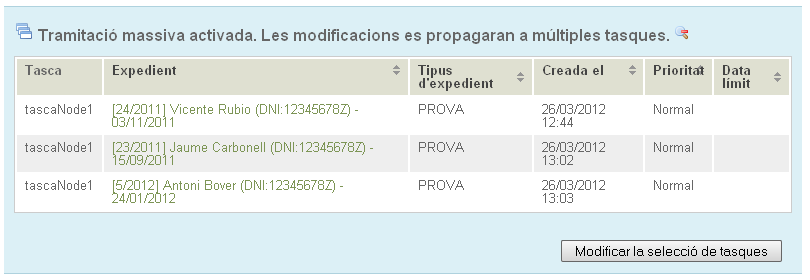 Tramitació massiva activada. Les modificacions es propagaran a múltiples tasques.
Tasca Expedient Tipus d'expedient Creada el Prioritat Data límit
tascaNode1 [24/2011] Vicente Rubio (DNI:12345678Z) - 03/11/2011 PROVA 26/03/2012 12:44 Normal
tascaNode1 [23/2011] Jaume Carbonell (DNI:12345678Z) - 15/09/2011 PROVA 26/03/2012 13:02 Normal
tascaNode1 [5/2012] Antoni Bover (DNI:12345678Z) - 24/01/2012 PROVA 26/03/2012 13:03 Normal
Modificar la selecció de tasques